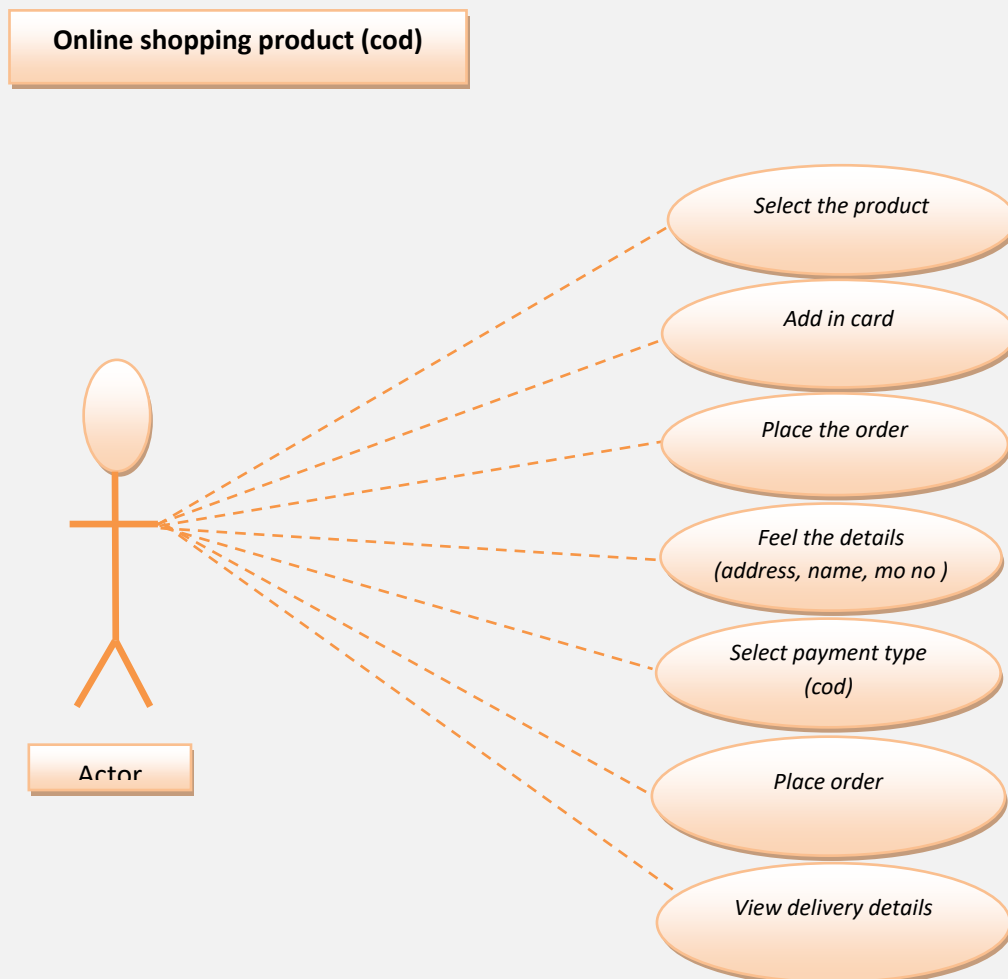 Online shopping product (cod)
Select the product
Add in card
Place the order
Feel the details
(address, name, mo no )
Select payment type
(cod)
Actor
Place order
View delivery details